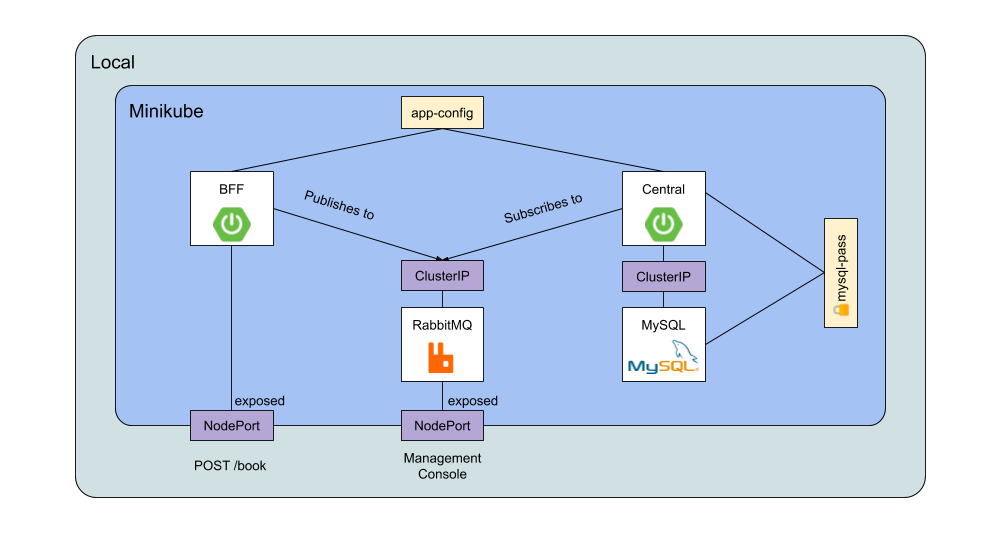 Local
Minikube
app-config
BFF
Publishes to
Subscribes to
Central
ClusterIP
ClusterIP
mysql-pass
RabbitMQ
MySQL
MySQL
exposed
exposed
NodePort
NodePort
POST /book
Management
Console